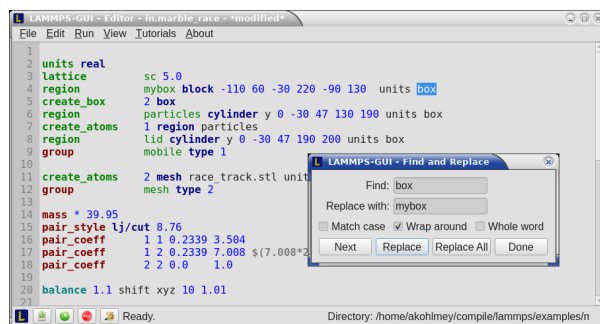 LAMMPS-GUI - Editor - in.marble_race - *modified*
File Edit Run View Tutorials About
1
2 units real
3 lattice sc 5.0
4 region mybox block -110 60 -30 220 -90 130 units box
5 create_box 2 box
6 region particles cylinder y 0 -30 47 130 190 units box
7 create_atoms 1 region particles
8 region lid cylinder y 0 -30 47 190 200 units box
9 group mobile type 1
10
11 create_atoms 2 mesh race_track.stl unit
12 group mesh type 2
13
14 mass * 39.95
15 pair_style lj/cut 8.76
16 pair_coeff 1 1 0.2339 3.504
17 pair_coeff 1 2 0.2339 7.008 $(7.008*2
18 pair_coeff 2 2 0.0 1.0
19
20 balance 1.1 shift xyz 10 1.01
21
LAMMPS-GUI - Find and Replace
Find: box
Replace with: mybox
Match case Wrap around Whole word
Next Replace Replace All Done
Ready. Directory: /home/akohlmey/compile/lammps/examples/